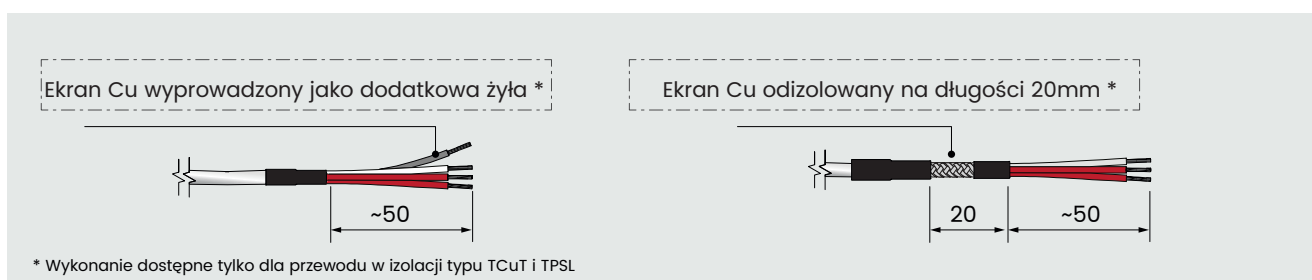 Ekran Cu wyprowadzony jako dodatkowa żyła *
Ekran Cu odizolowany na długości 20mm *
~50
20
~50
* Wykonanie dostępne tylko dla przewodu w izolacji typu TCuT i TPSL